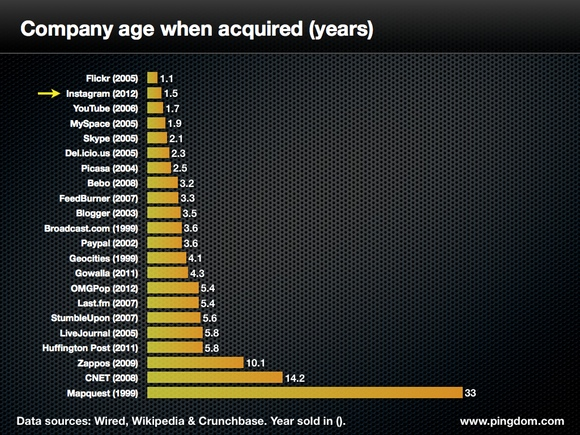 Company age when acquired (years)
Flickr (2005) 1.1
Instagram (2012) 1.5
YouTube (2006) 1.7
MySpace (2005) 1.9
Skype (2005) 2.1
Del.icio.us (2005) 2.3
Picasa (2004) 2.5
Bebo (2008) 3.2
FeedBurner (2007) 3.3
Blogger (2003) 3.5
Broadcast.com (1999) 3.6
Paypal (2002) 3.6
Geocities (1999) 4.1
Gowalla (2011) 4.3
OMGPop (2012) 5.4
Last.fm (2007) 5.4
StumbleUpon (2007) 5.6
LiveJournal (2005) 5.8
Huffington Post (2011) 5.8
Zappos (2009) 10.1
CNET (2008) 14.2
Mapquest (1999) 33
Data sources: Wired, Wikipedia & Crunchbase. Year sold in (). www.pingdom.com